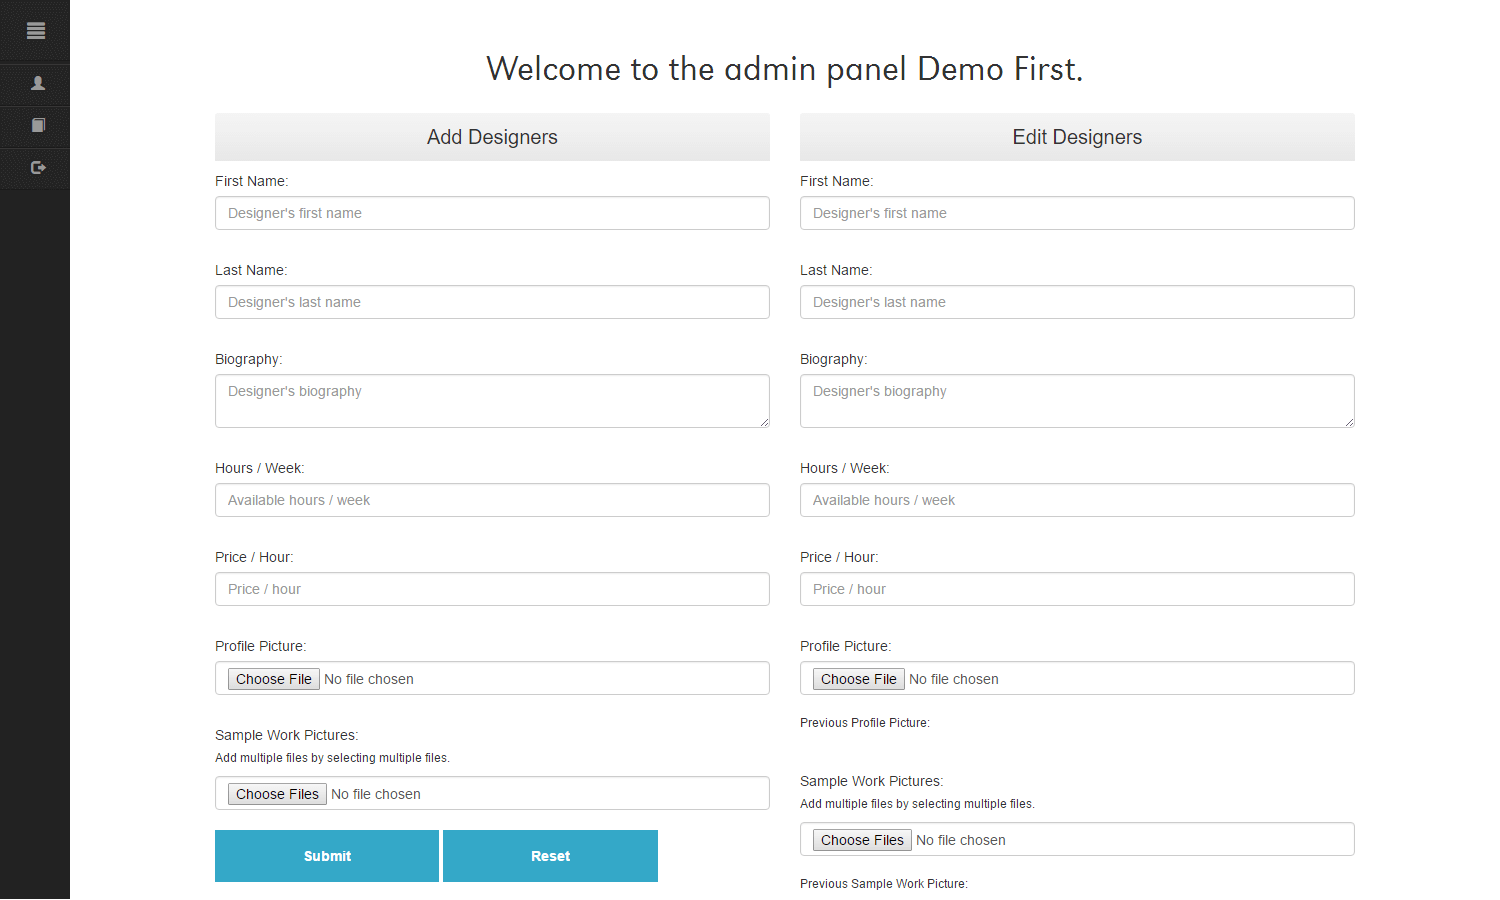 Welcome to the admin panel Demo First.
Add Designers
First Name:
Designer's first name
Last Name:
Designer's last name
Biography:
Designer's biography
Hours / Week:
Available hours / week
Price / Hour:
Price / hour
Profile Picture:
Choose File No file chosen
Sample Work Pictures:
Add multiple files by selecting multiple files.
Choose Files No file chosen
Submit Reset
Edit Designers
First Name:
Designer's first name
Last Name:
Designer's last name
Biography:
Designer's biography
Hours / Week:
Available hours / week
Price / Hour:
Price / hour
Profile Picture:
Choose File No file chosen
Previous Profile Picture:
Sample Work Pictures:
Add multiple files by selecting multiple files.
Choose Files No file chosen
Previous Sample Work Picture: